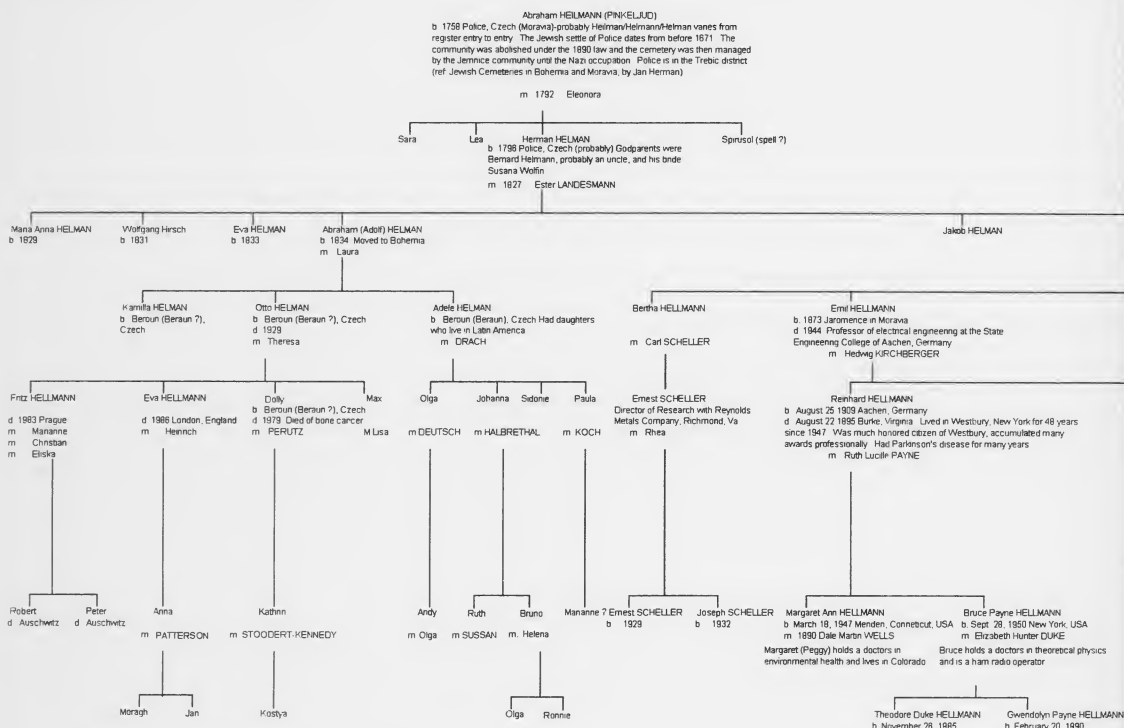 Abraham HEILMANN (PINKELJUD)
b 1758 Police, Czech (Moravia)-probably Heilman/Helmann/Helman varies from
register entry to entry The Jewish settle of Police dates from before 1671 The
community was abolished under the 1890 law and the cemetery was then managed
by the Jemnice community until the Nazi occupation Police is in the Trebic district
(ref Jewish Cemeteries in Bohemia and Moravia, by Jan Herman)
m 1792 Eleonora
Sara
Lea
Herman HELMAN
b 1798 Police, Czech (probably) Godparents were
Bernard Helmann, probably an uncle, and his bride
Susana Wolfin
m 1827 Ester LANDESMANN
Spirusol (spell ?)
Maria Anna HELMAN
b 1829
Wolfgang Hirsch
b 1831
Eva HELMAN
b 1833
Abraham (Adolf) HELMAN
b 1834 Moved to Bohemia
m Laura
Jakob HELMAN
Kamilla HELMAN
b Beroun (Beraun ?),
Czech
Otto HELMAN
b Beroun (Beraun ?), Czech
d 1929
m Theresa
Adele HELMAN
b Beroun (Beraun), Czech Had daughters
who live in Latin America
m DRACH
Bertha HELLMANN
m Carl SCHELLER
Emil HELLMANN
b. 1873 Jaromence in Moravia
d 1944 Professor of electrical engineering at the State
Engineering College of Aachen, Germany
m Hedwig KIRCHBERGER
Fritz HELLMANN
d 1983 Prague
m Marianne
m Christian
m Eliska
Eva HELLMANN
d 1986 London, England
m Heinrich
Dolly
b Beroun (Beraun ?), Czech
d 1979 Died of bone cancer
m PERUTZ
Max
M Lisa
Olga
m DEUTSCH
Johanna
m HALBRETHAL
Sidonie
Paula
m KOCH
Ernest SCHELLER
Director of Research with Reynolds
Metals Company, Richmond, Va
m Rhea
Reinhard HELLMANN
b August 25 1909 Aachen, Germany
d August 22 1895 Burke, Virginia Lived in Westbury, New York for 48 years
since 1947 Was much honored citizen of Westbury, accumulated many
awards professionally Had Parkinson's disease for many years
m Ruth Lucille PAYNE
Robert
d Auschwitz
Peter
d Auschwitz
Anna
m PATTERSON
Kathrin
m STOODERT-KENNEDY
Andy
m Olga
Ruth
m SUSSAN
Bruno
m. Helena
Marianne ?
Ernest SCHELLER
b 1929
Joseph SCHELLER
b 1932
Margaret Ann HELLMANN
b March 18, 1947 Menden, Conneticut, USA
m 1890 Dale Martin WELLS
Margaret (Peggy) holds a doctors in
environmental health and lives in Colorado
Bruce Payne HELLMANN
b. Sept. 28, 1950 New York, USA
m Elizabeth Hunter DUKE
Bruce holds a doctors in theoretical physics
and is a ham radio operator
Moragh
Jan
Kostya
Olga
Ronnie
Theodore Duke HELLMANN
b November 26, 1985
Gwendolyn Payne HELLMANN
b February 20, 1990